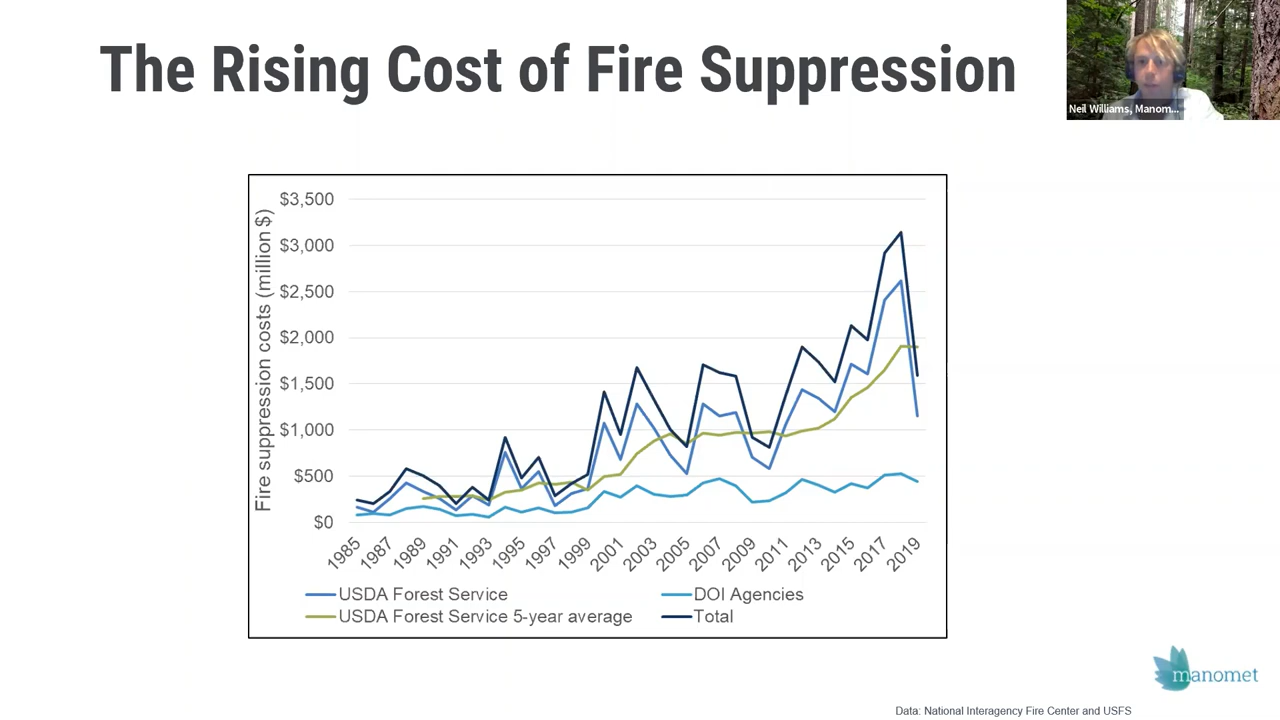 The Rising Cost of Fire Suppression
Neil Williams, Manom...
Fire suppression costs (million $)
$3,500
$3,000
$2,500
$2,000
$1,500
$1,000
$500
$0
1985
1987
1989
1991
1993
1995
1997
1999
2001
2003
2005
2007
2009
2011
2013
2015
2017
2019
USDA Forest Service
DOI Agencies
USDA Forest Service 5-year average
Total
manomet
Data: National Interagency Fire Center and USFS